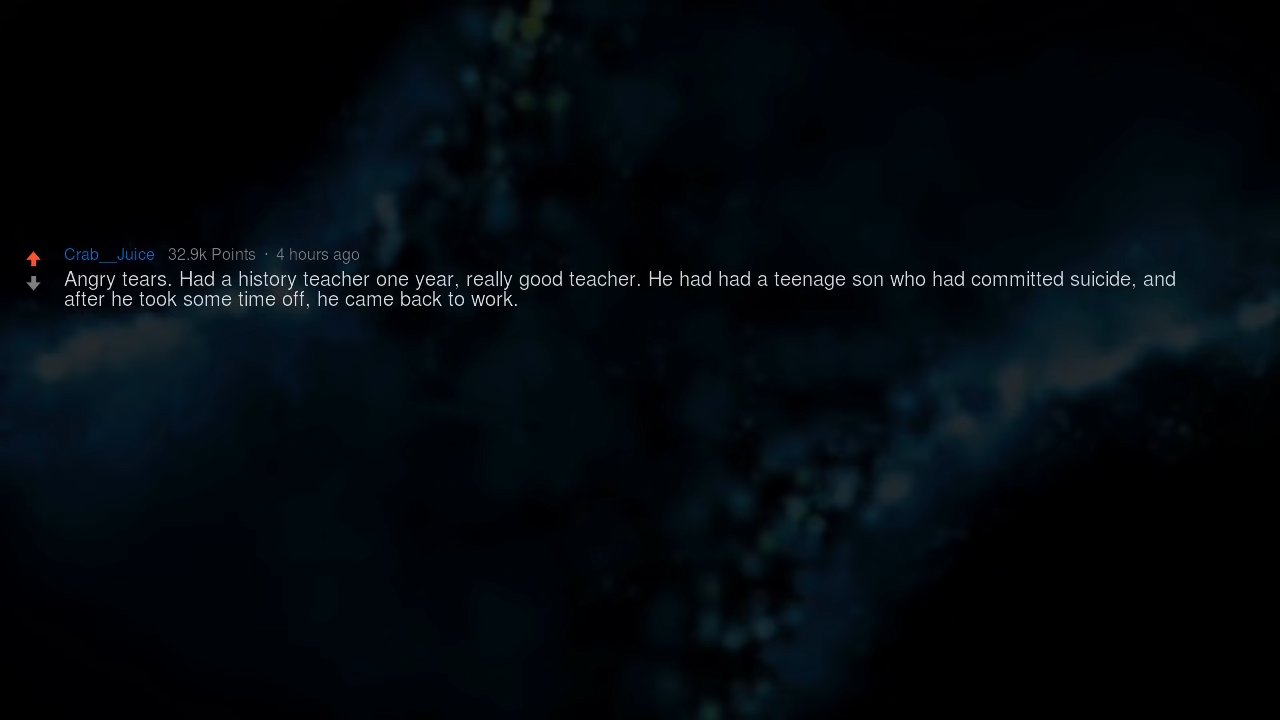 Crab__Juice 32.9k Points · 4 hours ago
Angry tears. Had a history teacher one year, really good teacher. He had had a teenage son who had committed suicide, and
after he took some time off, he came back to work.